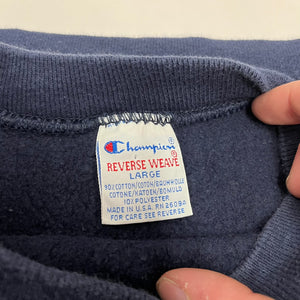 Champion®
REVERSE WEAVE®
LARGE
90% COTTON/COTON/BAUMWOLLE
COTONE/KATOEN/BOMULD
10% POLYESTER
MADE IN U.S.A. RN 26094
FOR CARE SEE REVERSE